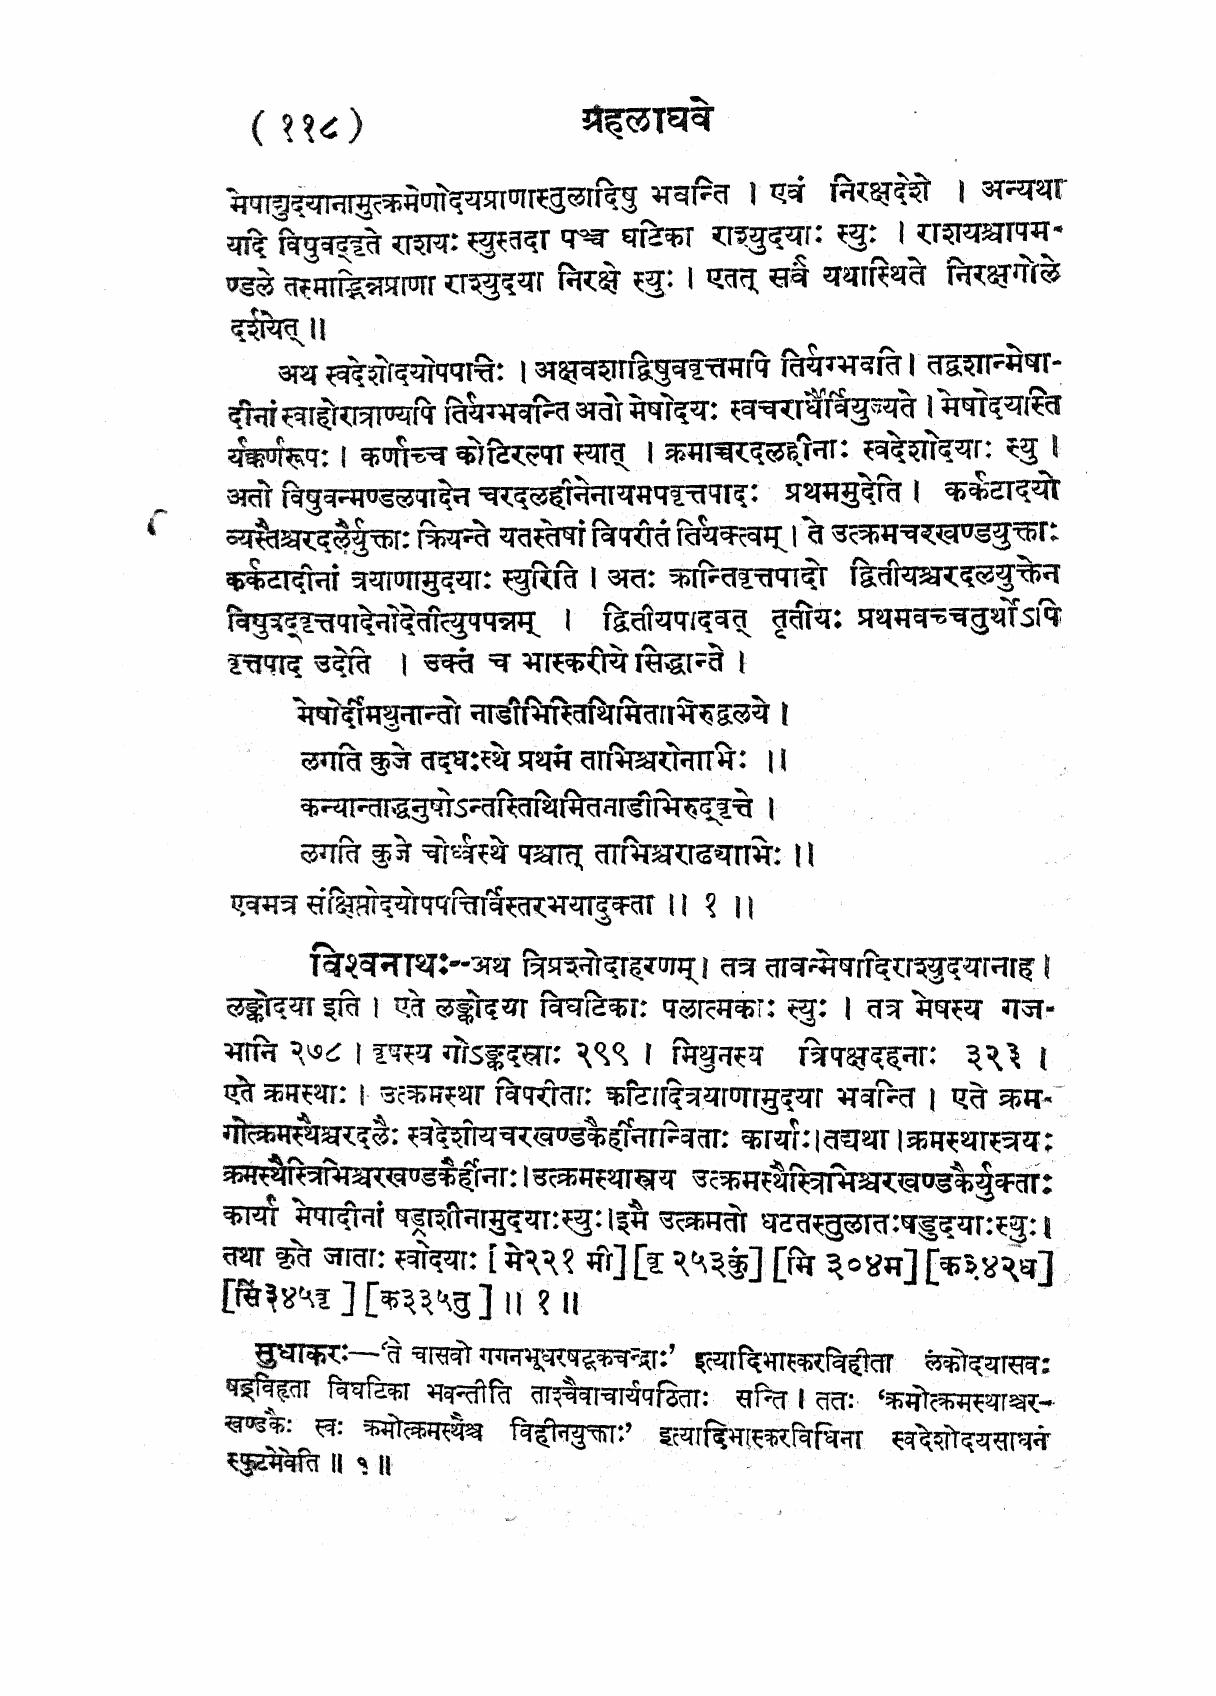 ( ११८ ) ग्रहलाघवे
मेषाद्युदयानामुत्क्रमेणोदयप्राणास्तुलादिषु भवन्ति । एवं निरक्षदेशे । अन्यथा
यदि विषुवद्वृत्ते राशयः स्युस्तदा पञ्च घटिका राश्युदयाः स्युः । राशयश्चापम-
ण्डले तस्माद्भिन्नप्राणा राश्युदया निरक्षे स्युः । एतत् सर्वं यथास्थिते निरक्षगोले
दर्शयेत् ॥
अथ स्वदेशोदयोपपत्तिः । अक्षवशाद्विषुववृत्तमपि तिर्यग्भवति । तद्वशान्मेषा-
दीनां स्वाहोरात्राण्यपि तिर्यग्भवन्ति अतो मेषोदयः स्वचरार्धैर्वियुज्यते । मेषोदयस्ति
र्यक्कर्णरूपः । कर्णाच्च कोटिरल्पा स्यात् । क्रमाच्चरदलहीनाः स्वदेशोदयाः स्यु ।
अतो विषुवन्मण्डलपादेन चरदलहीनेनायमपवृत्तपादः प्रथममुदेति । कर्कटादयो
व्यस्तैश्चरदलैर्युक्ताः क्रियन्ते यतस्तेषां विपरीतं तिर्यक्त्वम् । ते उत्क्रमचरखण्डयुक्ताः
कर्कटादीनां त्रयाणामुदयाः स्युरिति । अतः क्रान्तिवृत्तपादो द्वितीयश्चरदलयुक्तेन
विषुवद्वृत्तपादेनोदेतीत्युपपन्नम् । द्वितीयपादवत् तृतीयः प्रथमवच्चतुर्थोऽपि
वृत्तपाद उदेति । उक्तं च भास्करीये सिद्धान्ते ।
मेषोर्दीमथुनान्तो नाडीभिस्तिथिमिताभिरुद्वलये ।
लगति कुजे तदधःस्थे प्रथमं ताभिश्चरोनाभिः ॥
कन्यान्ताद्धनुषोऽन्तस्तिथिमितनाडीभिरुद्वृत्ते ।
लगति कुजे चोर्ध्वस्थे पश्चात् ताभिश्चराढ्याभिः ॥
एवमत्र संक्षिप्तोदयोपपत्तिर्विस्तरभयादुक्ता ॥ १ ॥
विश्वनाथः--अथ त्रिप्रश्नोदाहरणम् । तत्र तावन्मेषादिराश्युदयानाह ।
लङ्कोदया इति । एते लङ्कोदया विघटिकाः पलात्मकाः स्युः । तत्र मेषस्य गज-
भानि २७८ । वृषस्य गोऽङ्कदस्राः २९९ । मिथुनस्य त्रिपक्षदहनाः ३२३ ।
एते क्रमस्थाः । उत्क्रमस्था विपरीताः कटिादित्रयाणामुदया भवन्ति । एते क्रम-
गोत्क्रमस्थैश्चरदलैः स्वदेशीयचरखण्डकैर्हीनान्विताः कार्याः।तद्यथा।क्रमस्थास्त्रयः
क्रमस्थैस्त्रिभिश्चरखण्डकैर्हीनाः।उत्क्रमस्थास्त्रय उत्क्रमस्थैस्त्रिभिश्चरखण्डकैर्युक्ताः
कार्या मेषादीनां षड्राशीनामुदयाःस्युः।इमे उत्क्रमतो धटतस्तुलातःषडुदयाःस्युः।
तथा कृते जाताः स्वोदयाः [मे२२१ मी] [वृ २५३कुं] [मि ३०४म] [क३४२ध]
[सिं३४५वृ ] [क३३५तु ] ॥ १ ॥
सुधाकरः—'ते चासवो गगनभूधरषट्कचन्द्राः' इत्यादिभास्करविहीता लंकोदयासवः
षड्विहृता विघटिका भवन्तीति ताश्चैवाचार्यपठिताः सन्ति । ततः 'क्रमोत्क्रमस्थाश्चर-
खण्डकैः स्वः क्रमोत्क्रमस्थैश्च विहीनयुक्ताः' इत्यादिभास्करविधिना स्वदेशोदयसाधनं
स्फुटमेवेति ॥ १ ॥